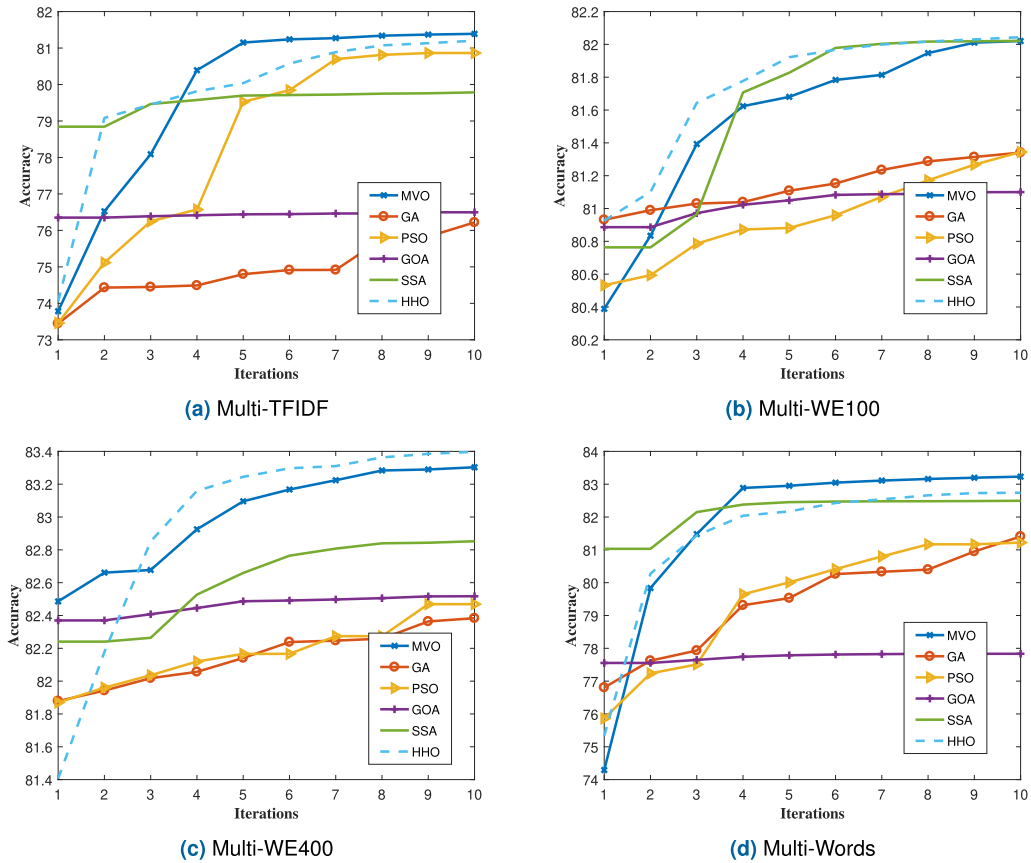 82
81
80
79
78
77
76
75
74
73
Accuracy
MVO
GA
PSO
GOA
SSA
HHO
1 2 3 4 5 6 7 8 9 10
Iterations
(a) Multi-TFIDF
82.2
82
81.8
81.6
81.4
81.2
81
80.8
80.6
80.4
80.2
Accuracy
MVO
GA
PSO
GOA
SSA
HHO
1 2 3 4 5 6 7 8 9 10
Iterations
(b) Multi-WE100
83.4
83.2
83
82.8
82.6
82.4
82.2
82
81.8
81.6
81.4
Accuracy
MVO
GA
PSO
GOA
SSA
HHO
1 2 3 4 5 6 7 8 9 10
Iterations
(c) Multi-WE400
84
83
82
81
80
79
78
77
76
75
74
Accuracy
MVO
GA
PSO
GOA
SSA
HHO
1 2 3 4 5 6 7 8 9 10
Iterations
(d) Multi-Words